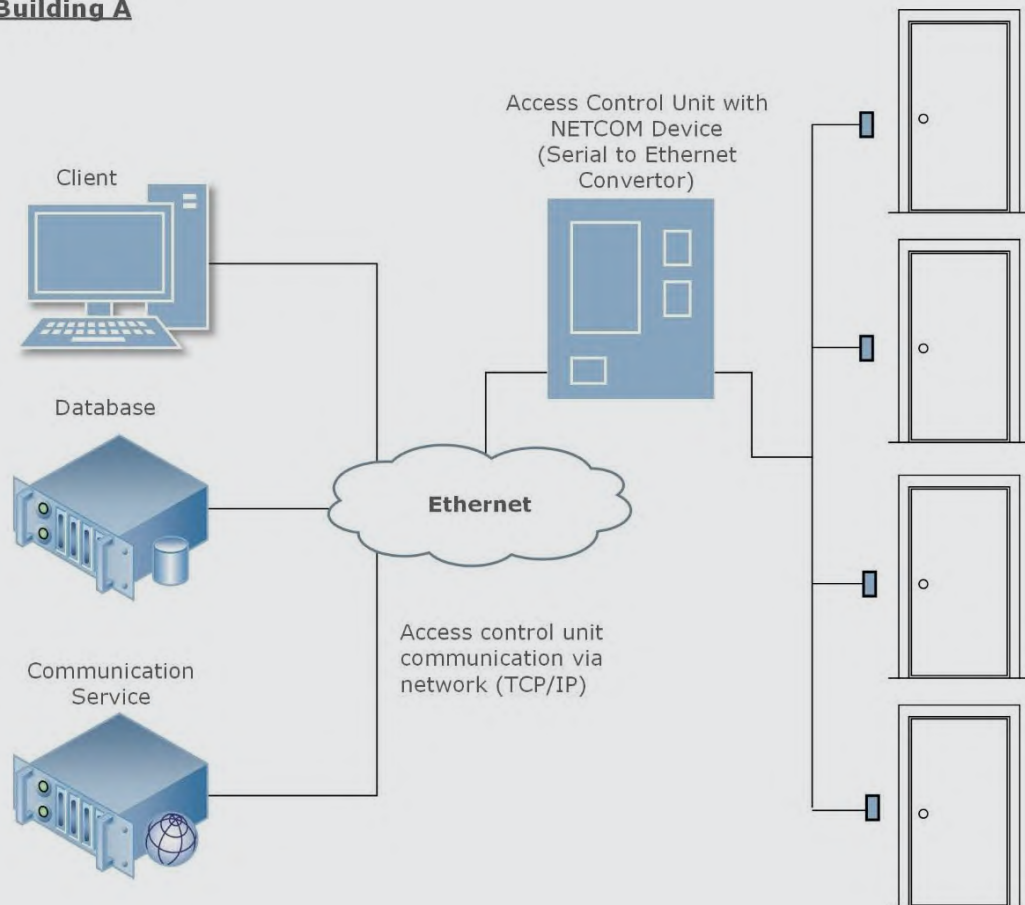 Building A
Access Control Unit with
NETCOM Device
(Serial to Ethernet
Convertor)
Client
Database
Ethernet
Access control unit
communication via
network (TCP/IP)
Communication
Service